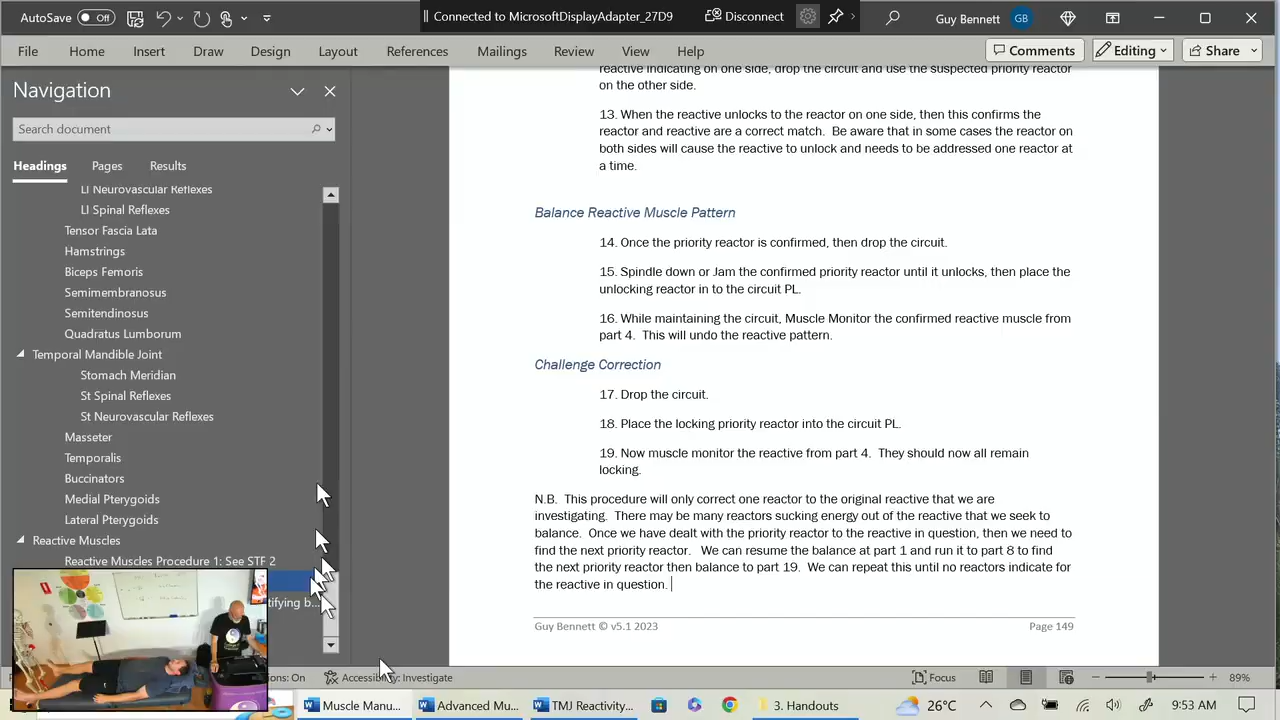 AutoSave Off
Connected to MicrosoftDisplayAdapter_27D9
Disconnect
Guy Bennett GB
File Home Insert Draw Design Layout References Mailings Review View Help
Comments Editing Share
Navigation
Search document
Headings Pages Results
LI Neurovascular Reflexes
LI Spinal Reflexes
Tensor Fascia Lata
Hamstrings
Biceps Femoris
Semimembranosus
Semitendinosus
Quadratus Lumborum
Temporal Mandible Joint
Stomach Meridian
St Spinal Reflexes
St Neurovascular Reflexes
Masseter
Temporalis
Buccinators
Medial Pterygoids
Lateral Pterygoids
Reactive Muscles
Reactive Muscles Procedure 1: See STF 2
tifying b...
reactive indicating on one side, drop the circuit and use the suspected priority reactor
on the other side.
13. When the reactive unlocks to the reactor on one side, then this confirms the
reactor and reactive are a correct match. Be aware that in some cases the reactor on
both sides will cause the reactive to unlock and needs to be addressed one reactor at
a time.
Balance Reactive Muscle Pattern
14. Once the priority reactor is confirmed, then drop the circuit.
15. Spindle down or Jam the confirmed priority reactor until it unlocks, then place the
unlocking reactor in to the circuit PL.
16. While maintaining the circuit, Muscle Monitor the confirmed reactive muscle from
part 4. This will undo the reactive pattern.
Challenge Correction
17. Drop the circuit.
18. Place the locking priority reactor into the circuit PL.
19. Now muscle monitor the reactive from part 4. They should now all remain
locking.
N.B. This procedure will only correct one reactor to the original reactive that we are
investigating. There may be many reactors sucking energy out of the reactive that we seek to
balance. Once we have dealt with the priority reactor to the reactive in question, then we need to
find the next priority reactor. We can resume the balance at part 1 and run it to part 8 to find
the next priority reactor then balance to part 19. We can repeat this until no reactors indicate for
the reactive in question.
Guy Bennett © v5.1 2023 Page 149
ions: On Accessibility: Investigate Focus 89%
Muscle Manu... Advanced Mu... TMJ Reactivity... 3. Handouts 26°C 9:53 AM